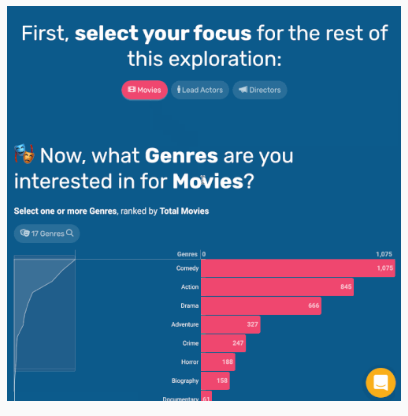 First, select your focus for the rest of
this exploration:
Movies Lead Actors Directors
Now, what Genres are you
interested in for Movies?
Select one or more Genres, ranked by Total Movies
17 Genres
Genres 0 1,075
Comedy 1,075
Action 845
Drama 666
Adventure 327
Crime 247
Horror 188
Biography 158
Documentary 61